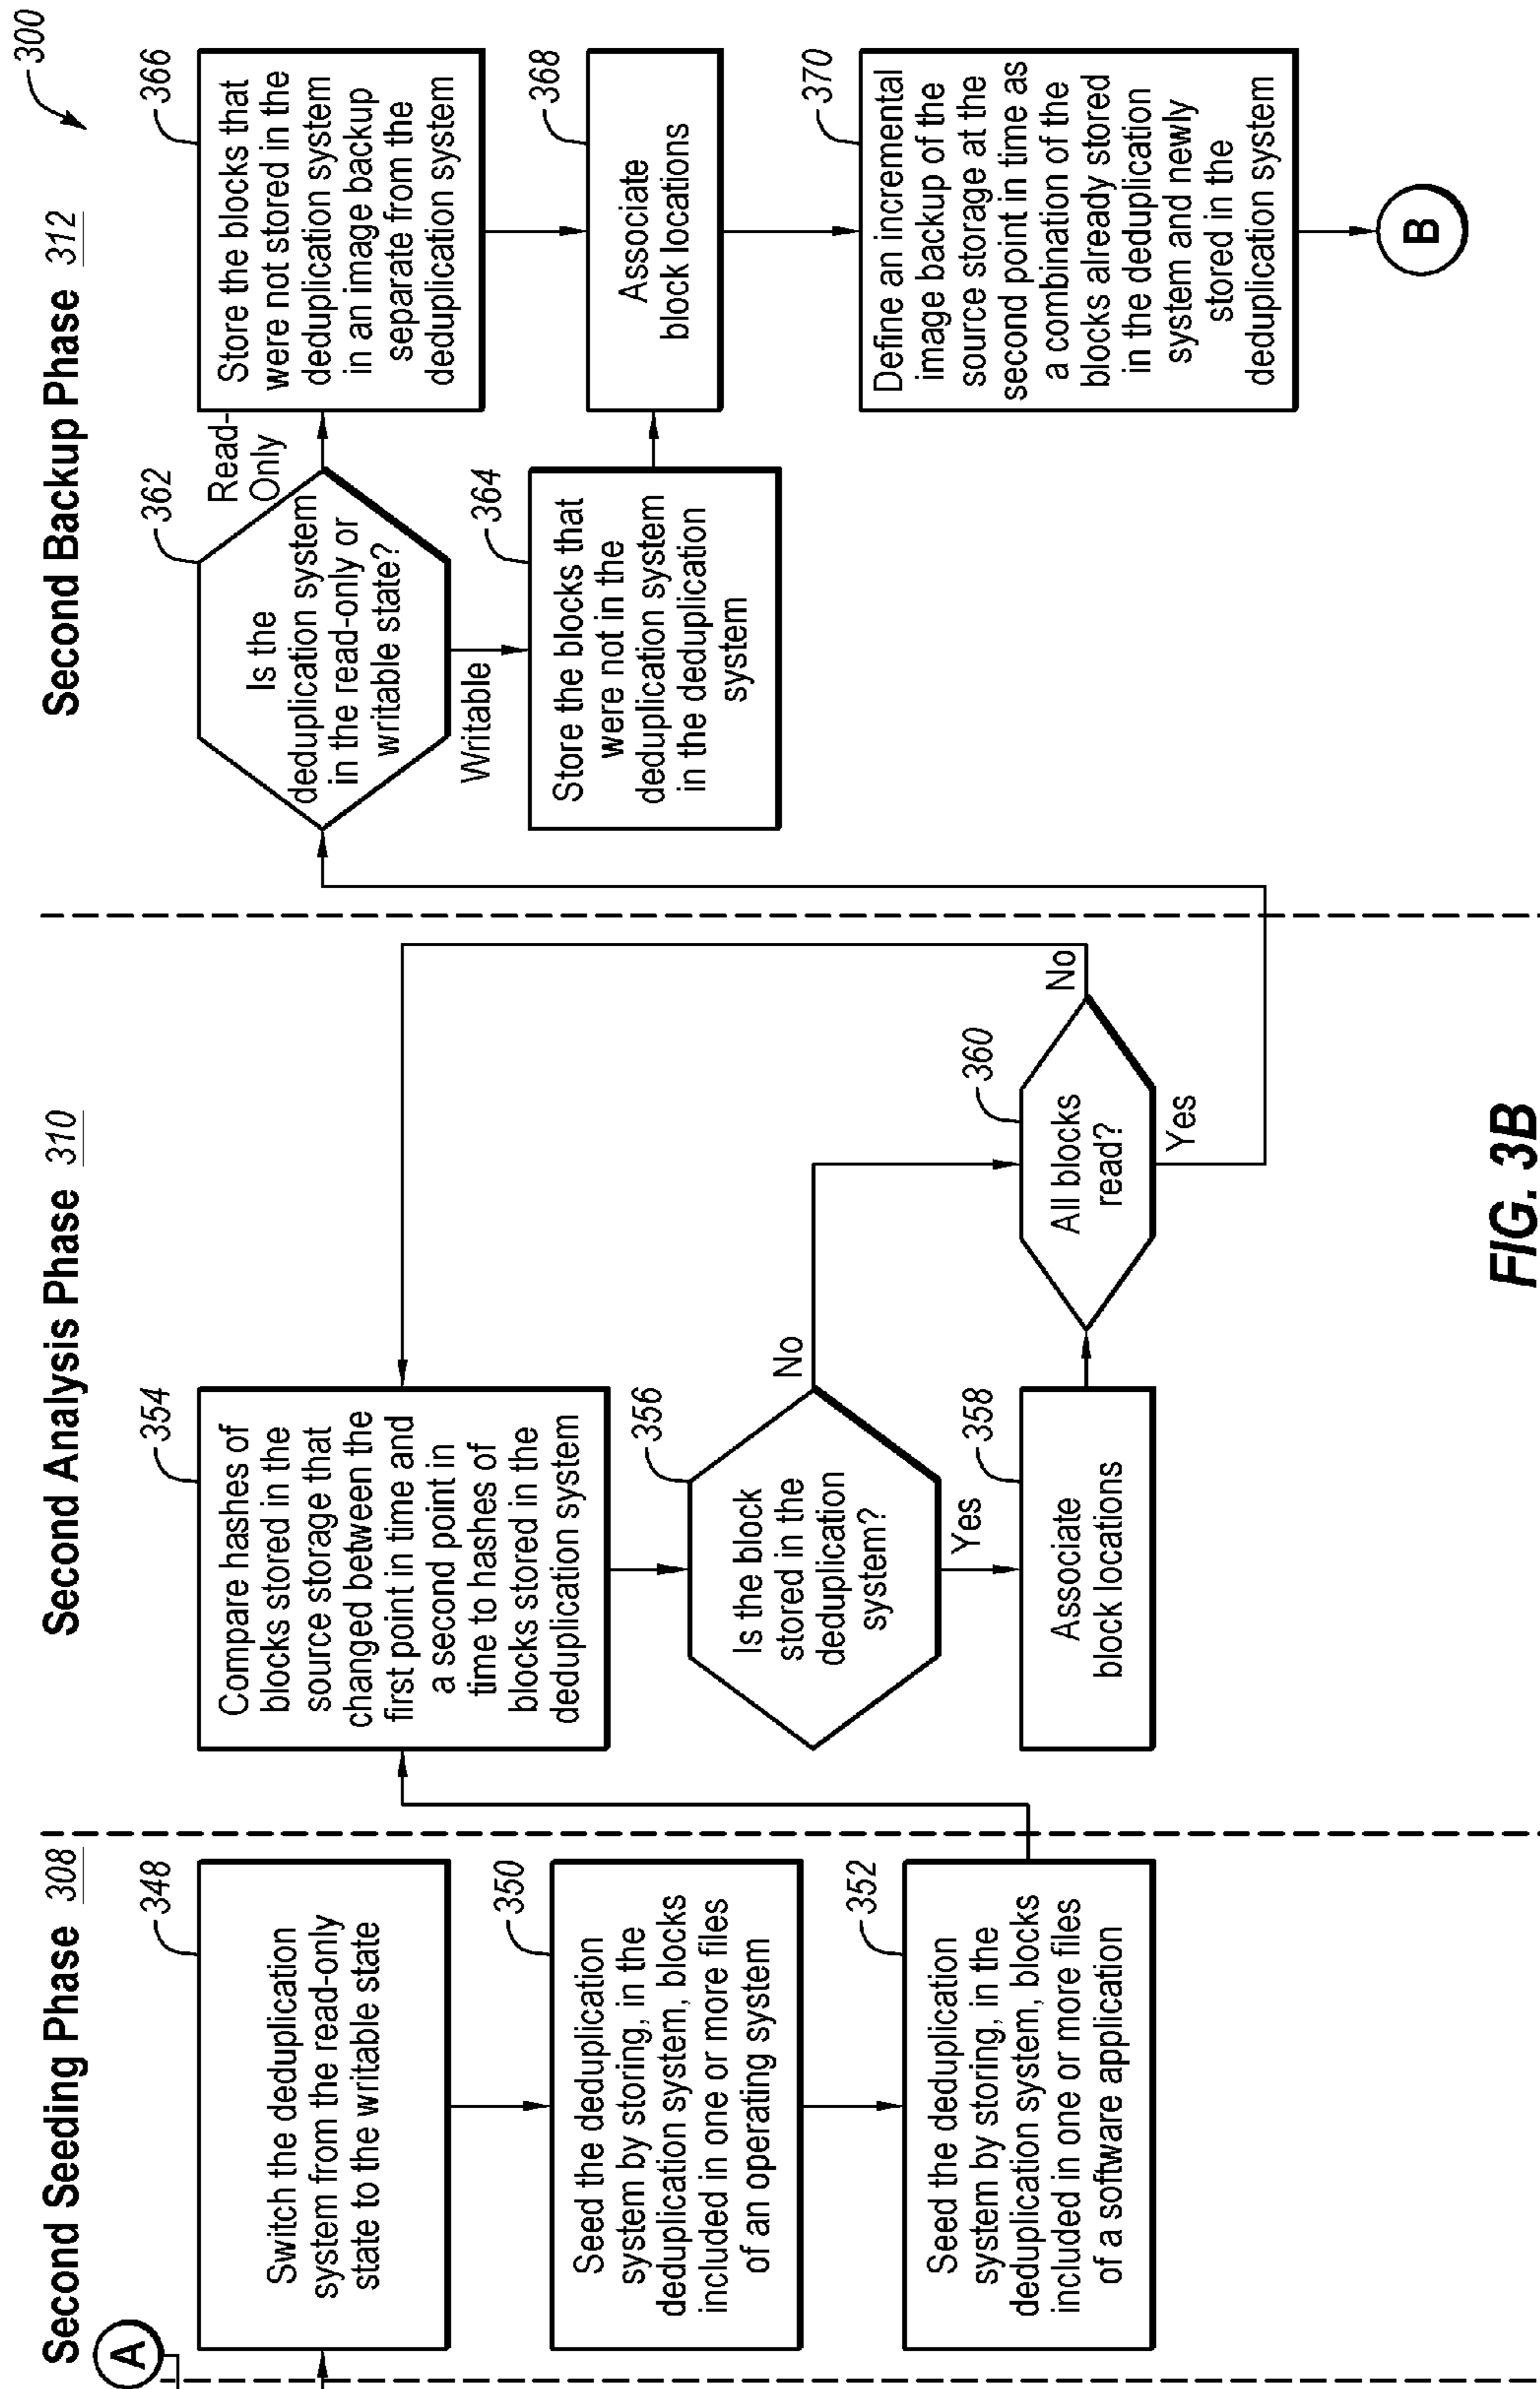 300
Second Seeding Phase 308
A
348
Switch the deduplication
system from the read-only
state to the writable state
350
Seed the deduplication
system by storing, in the
deduplication system, blocks
included in one or more files
of an operating system
352
Seed the deduplication
system by storing, in the
deduplication system, blocks
included in one or more files
of a software application
Second Analysis Phase 310
354
Compare hashes of
blocks stored in the
source storage that
changed between the
first point in time and
a second point in
time to hashes of
blocks stored in the
deduplication system
356
Is the block
stored in the
deduplication
system?
No
Yes
358
Associate
block locations
360
All blocks
read?
No
Yes
Second Backup Phase 312
362
Is the
deduplication system
in the read-only or
writable state?
Read-
Only
Writable
364
Store the blocks that
were not in the
deduplication system
in the deduplication
system
366
Store the blocks that
were not stored in the
deduplication system
in an image backup
separate from the
deduplication system
368
Associate
block locations
370
Define an incremental
image backup of the
source storage at the
second point in time as
a combination of the
blocks already stored
in the deduplication
system and newly
stored in the
deduplication system
B
FIG. 3B